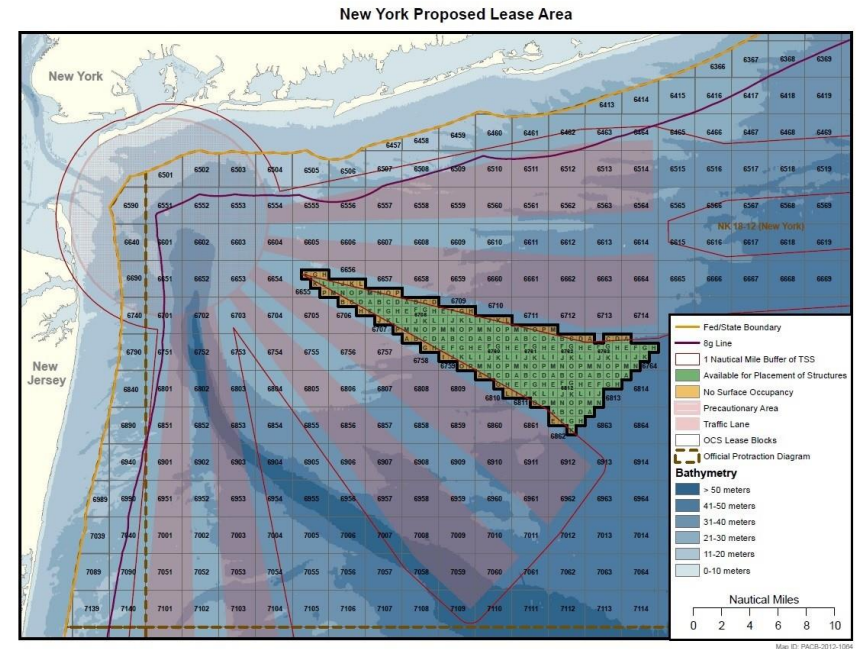 New York Proposed Lease Area
New York
6366 6367 6368 6369
6413 6414 6415 6416 6417 6418 6419
6457 6458 6459 6460 6461 6462 6463 6464 6465 6466 6467 6468 6469
6501 6502 6503 6504 6505 6506 6507 6508 6509 6510 6511 6512 6513 6514 6515 6516 6517 6518 6519
6590 6551 6552 6553 6554 6555 6556 6557 6558 6559 6560 6561 6562 6563 6564 6565 6566 6567 6568 6569
NK 18-12 (New York)
6640 6601 6602 6603 6604 6605 6606 6607 6608 6609 6610 6611 6612 6613 6614 6615 6616 6617 6618 6619
6690 6651 6652 6653 6654 6655 6656 6657 6658 6659 6660 6661 6662 6663 6664 6665 6666 6667 6668 6669
6740 6701 6702 6703 6704 6705 6706 6707 6709 6710 6711 6712 6713 6714
6790 6751 6752 6753 6754 6755 6756 6757 6758 6764
New
Jersey
6840 6801 6802 6803 6804 6805 6806 6807 6808 6809 6810 6811 6813 6814
6890 6851 6852 6853 6854 6855 6856 6857 6858 6859 6860 6861 6862 6863 6864
6940 6901 6902 6903 6904 6905 6906 6907 6908 6909 6910 6911 6912 6913 6914
6989 6990 6951 6952 6953 6954 6955 6956 6957 6958 6959 6960 6961 6962 6963 6964
7039 7040 7001 7002 7003 7004 7005 7006 7007 7008 7009 7010 7011 7012 7013 7014
7089 7090 7051 7052 7053 7054 7055 7056 7057 7058 7059 7060 7061 7062 7063 7064
7139 7140 7101 7102 7103 7104 7105 7106 7107 7108 7109 7110 7111 7112 7113 7114
Fed/State Boundary
8g Line
1 Nautical Mile Buffer of TSS
Available for Placement of Structures
No Surface Occupancy
Precautionary Area
Traffic Lane
OCS Lease Blocks
Official Protraction Diagram
Bathymetry
> 50 meters
41-50 meters
31-40 meters
21-30 meters
11-20 meters
0-10 meters
Nautical Miles
0 2 4 6 8 10
Map ID: PACB-2012-1064